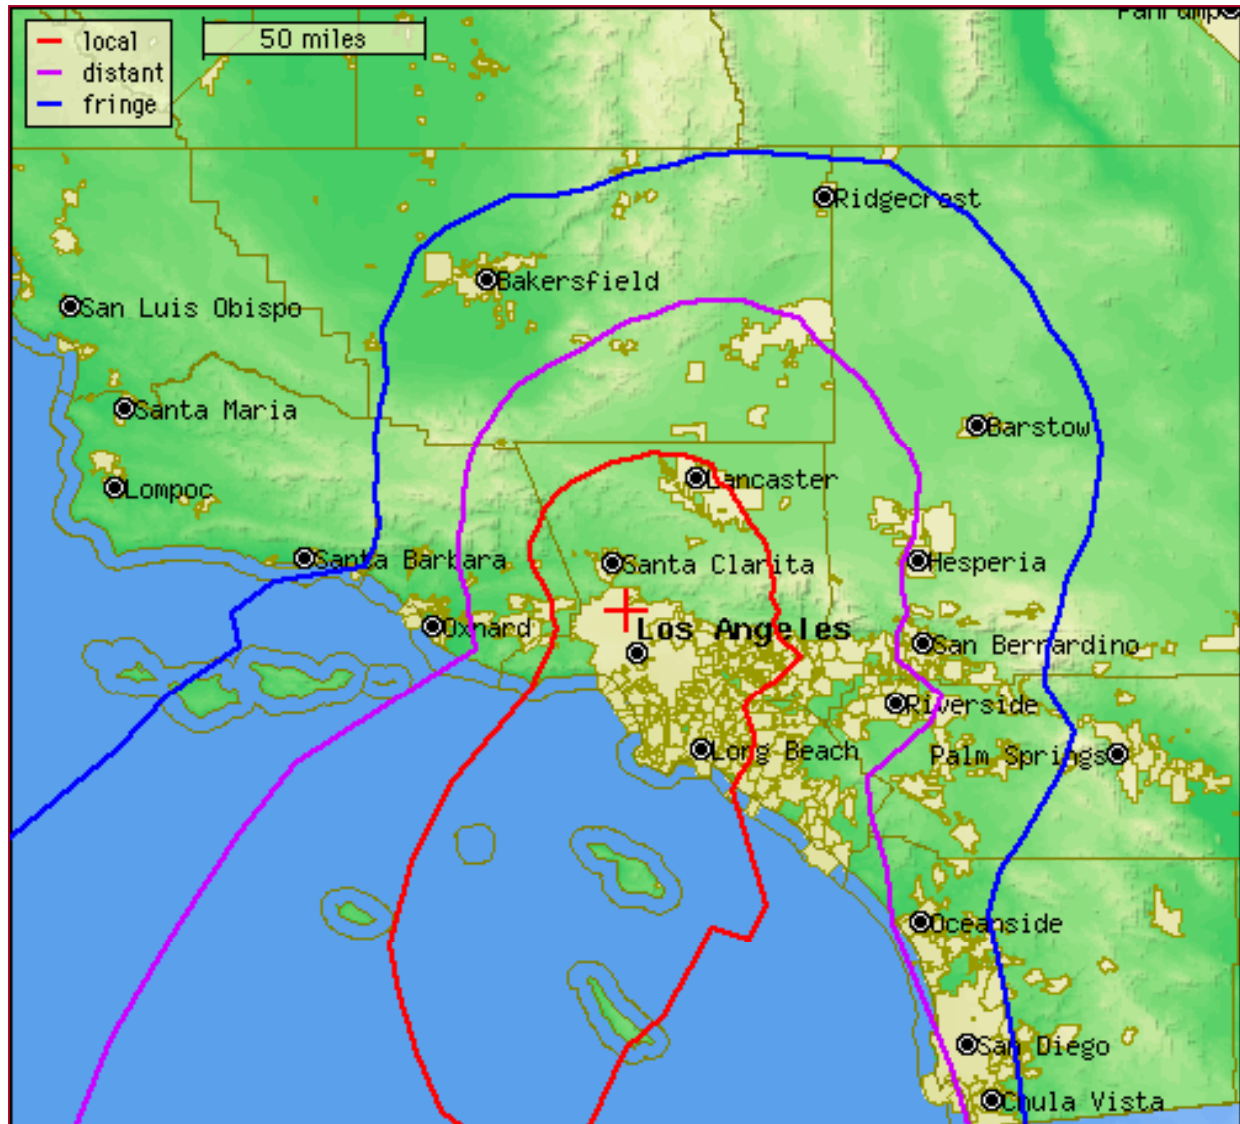 Pahrump
local
50 miles
distant
fringe
Ridgecrest
Bakersfield
San Luis Obispo
Santa Maria
Barstow
Lancaster
Lompoc
Santa Barbara
Santa Clarita
Hesperia
Oxnard
Los Angeles
San Bernardino
Riverside
Long Beach
Palm Springs
Oceanside
San Diego
Chula Vista